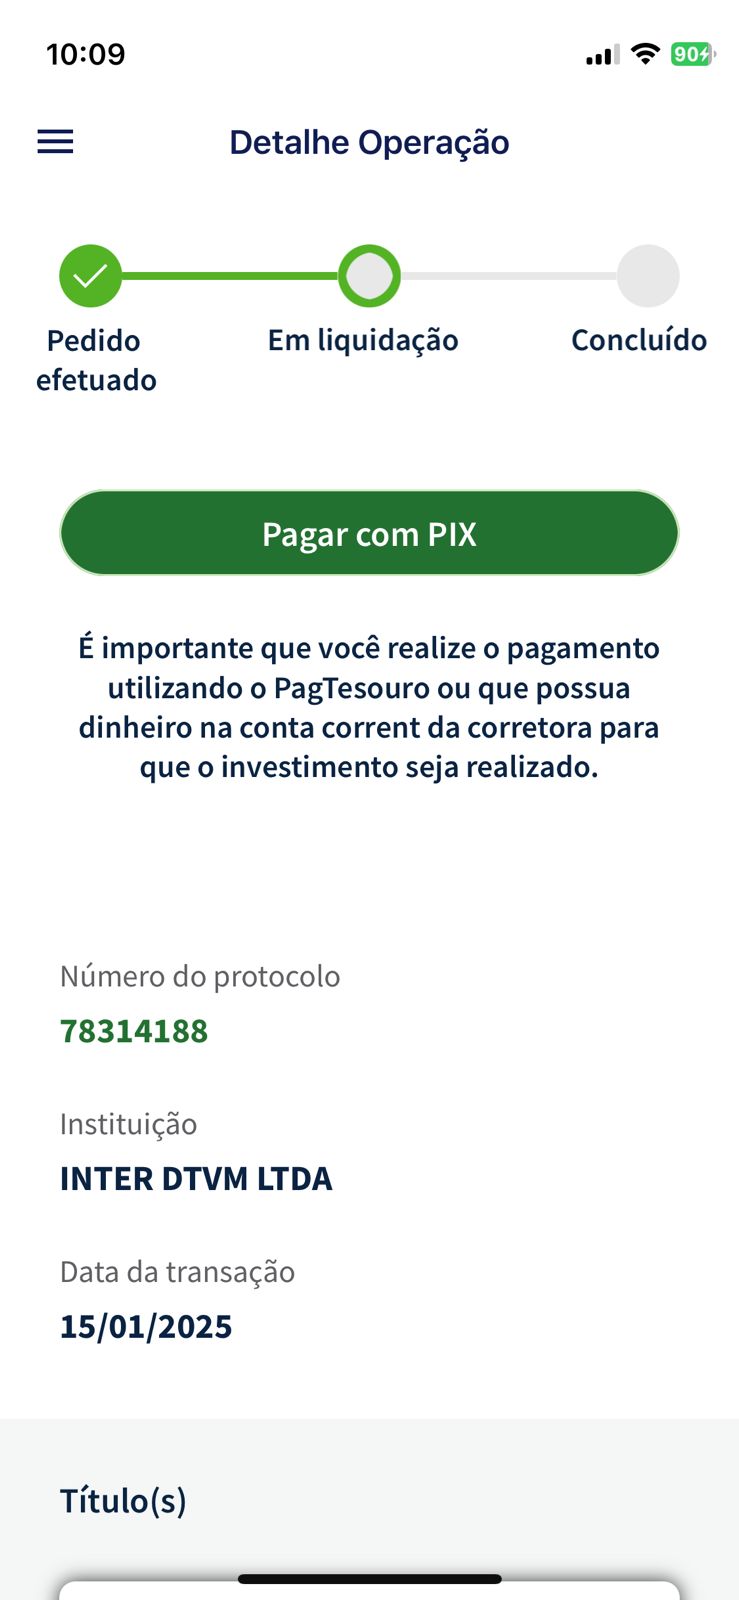 10:09
90
Detalhe Operação
Pedido
efetuado
Em liquidação
Concluído
Pagar com PIX
É importante que você realize o pagamento
utilizando o PagTesouro ou que possua
dinheiro na conta corrent da corretora para
que o investimento seja realizado.
Número do protocolo
78314188
Instituição
INTER DTVM LTDA
Data da transação
15/01/2025
Título(s)